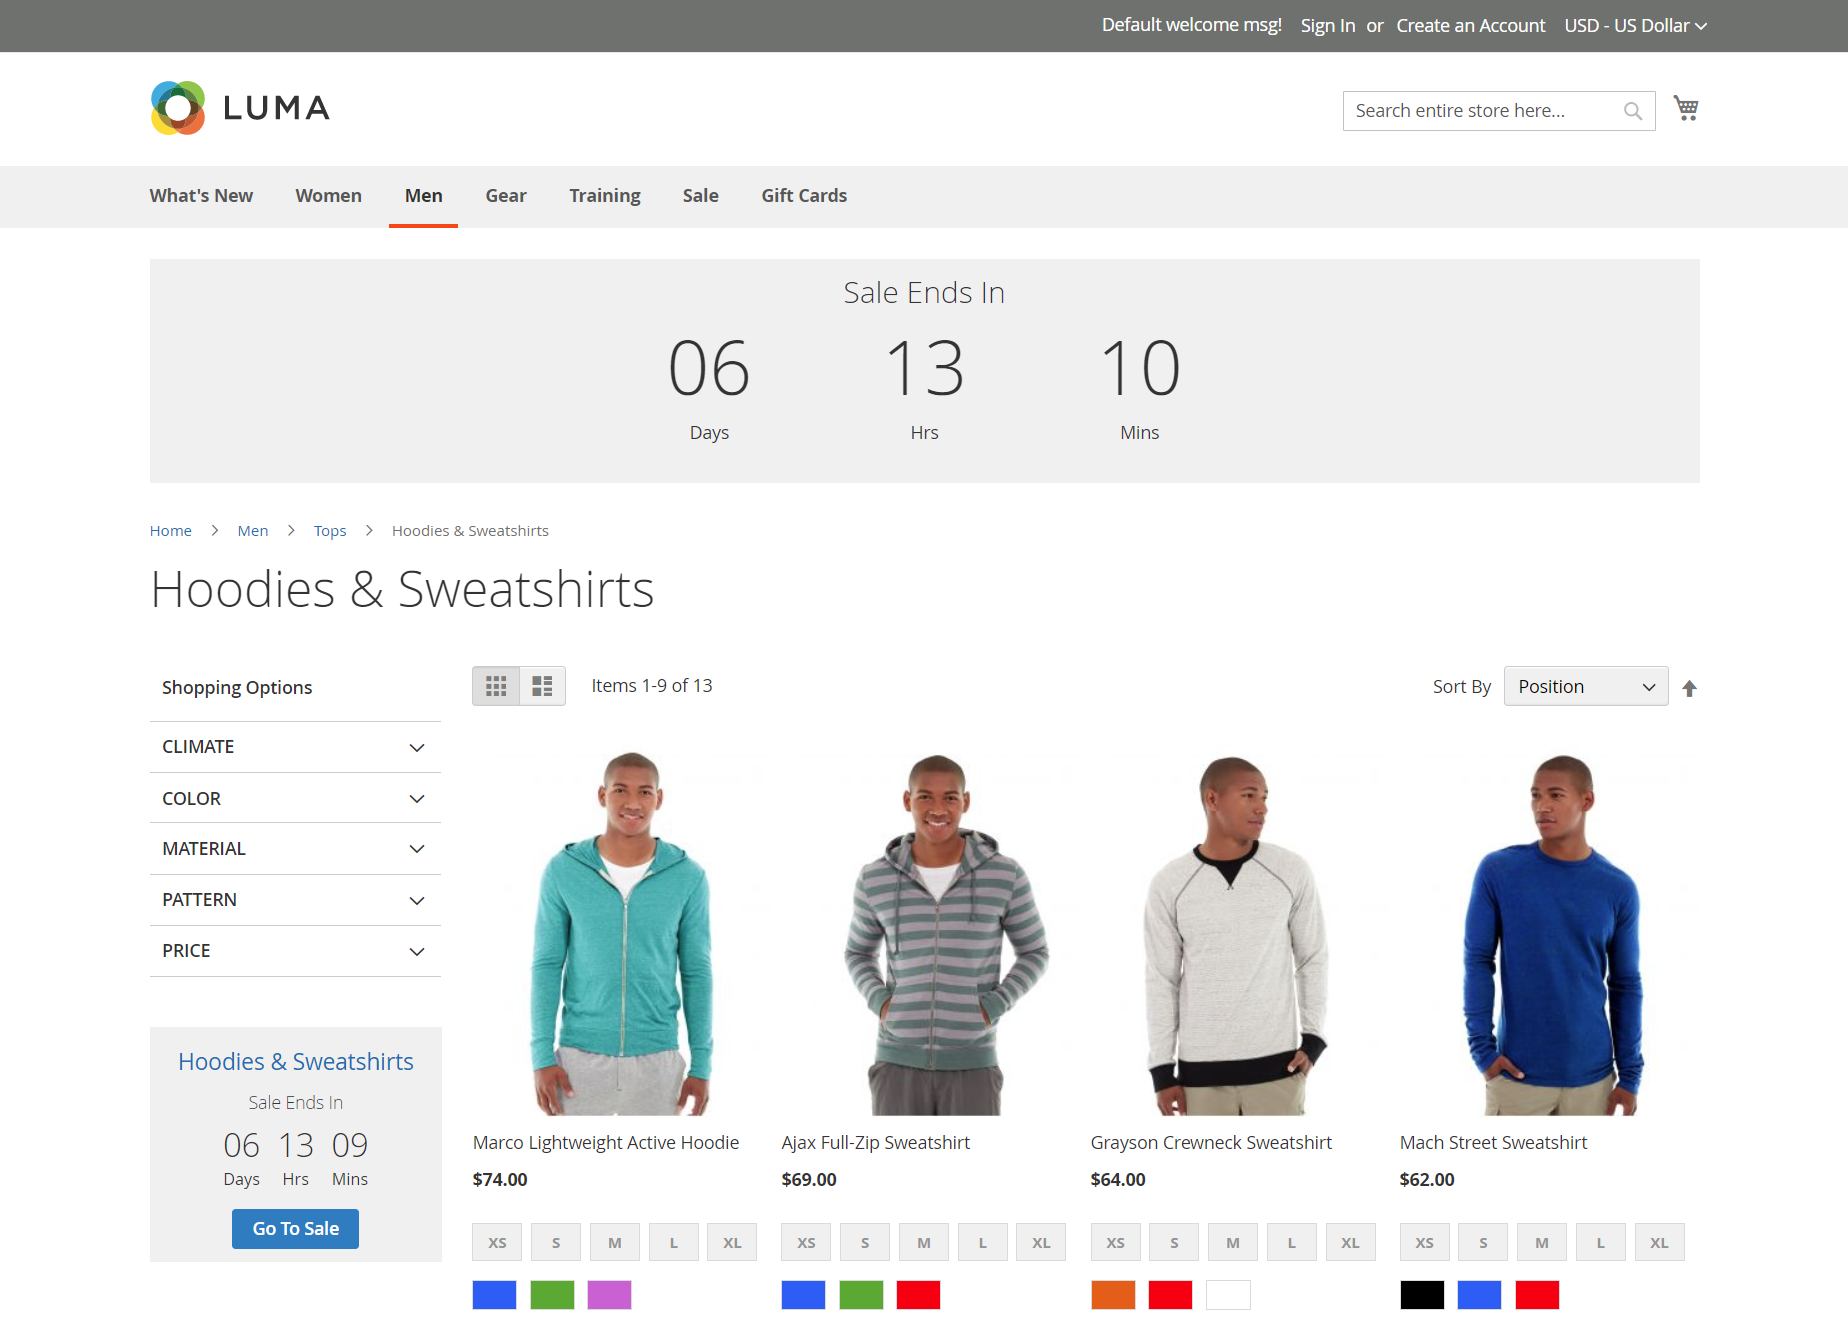 Default welcome msg! Sign In or Create an Account USD - US Dollar
LUMA
Search entire store here...
What's New Women Men Gear Training Sale Gift Cards
Sale Ends In
06 13 10
Days Hrs Mins
Home Men Tops Hoodies & Sweatshirts
Hoodies & Sweatshirts
Shopping Options
CLIMATE
COLOR
MATERIAL
PATTERN
PRICE
Hoodies & Sweatshirts
Sale Ends In
06 13 09
Days Hrs Mins
Go To Sale
Items 1-9 of 13
Sort By Position
Marco Lightweight Active Hoodie
$74.00
XS S M L XL
Ajax Full-Zip Sweatshirt
$69.00
XS S M L XL
Grayson Crewneck Sweatshirt
$64.00
XS S M L XL
Mach Street Sweatshirt
$62.00
XS S M L XL